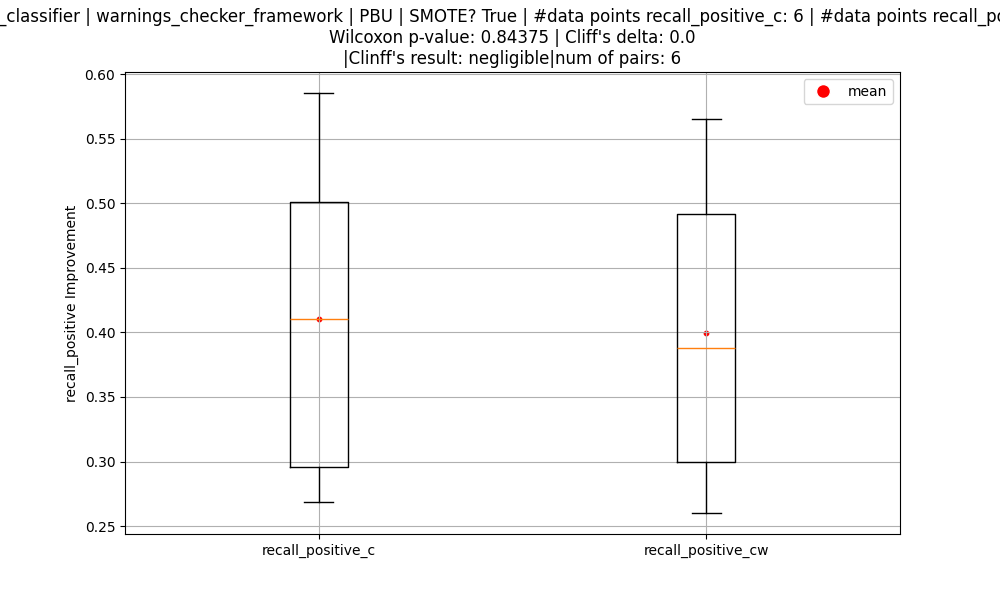 _classifier | warnings_checker_framework | PBU | SMOTE? True | #data points recall_positive_c: 6 | #data points recall_po
Wilcoxon p-value: 0.84375 | Cliff's delta: 0.0
|Clinff's result: negligible|num of pairs: 6
mean
0.60
0.55
0.50
0.45
0.40
0.35
0.30
0.25
recall_positive Improvement
recall_positive_c
recall_positive_cw